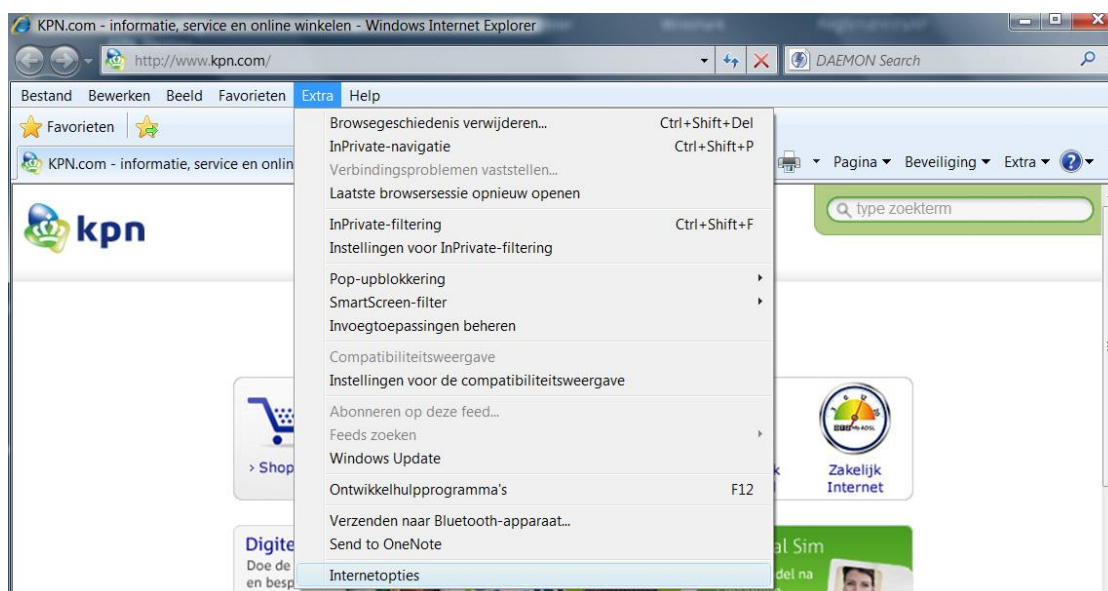 KPN.com - informatie, service en online winkelen - Windows Internet Explorer
http://www.kpn.com/
DAEMON Search
Bestand Bewerken Beeld Favorieten Extra Help
Favorieten
KPN.com - informatie, service en onlin
Pagina Beveiliging Extra
kpn
type zoekterm
Browsegeschiedenis verwijderen... Ctrl+Shift+Del
InPrivate-navigatie Ctrl+Shift+P
Verbindingsproblemen vaststellen...
Laatste browsersessie opnieuw openen
InPrivate-filtering Ctrl+Shift+F
Instellingen voor InPrivate-filtering
Pop-upblokkering
SmartScreen-filter
Invoegtoepassingen beheren
Compatibiliteitsweergave
Instellingen voor de compatibiliteitsweergave
Abonneren op deze feed...
Feeds zoeken
Windows Update
Ontwikkelhulpprogramma's F12
Verzenden naar Bluetooth-apparaat...
Send to OneNote
Internetopties
> Shop
Zakelijk
Internet
Digite
Doe de
en besp
al Sim
del na